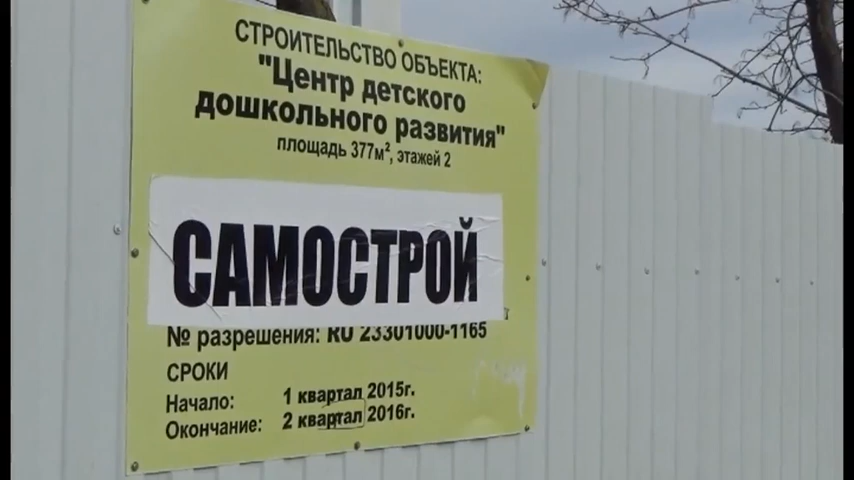 СТРОИТЕЛЬСТВО ОБЪЕКТА:
"Центр детского
дошкольного развития"
площадь 377м², этажей 2
САМОСТРОЙ
№ разрешения: RU 23301000-1165
СРОКИ
Начало: 1 квартал 2015г.
Окончание: 2 квартал 2016г.